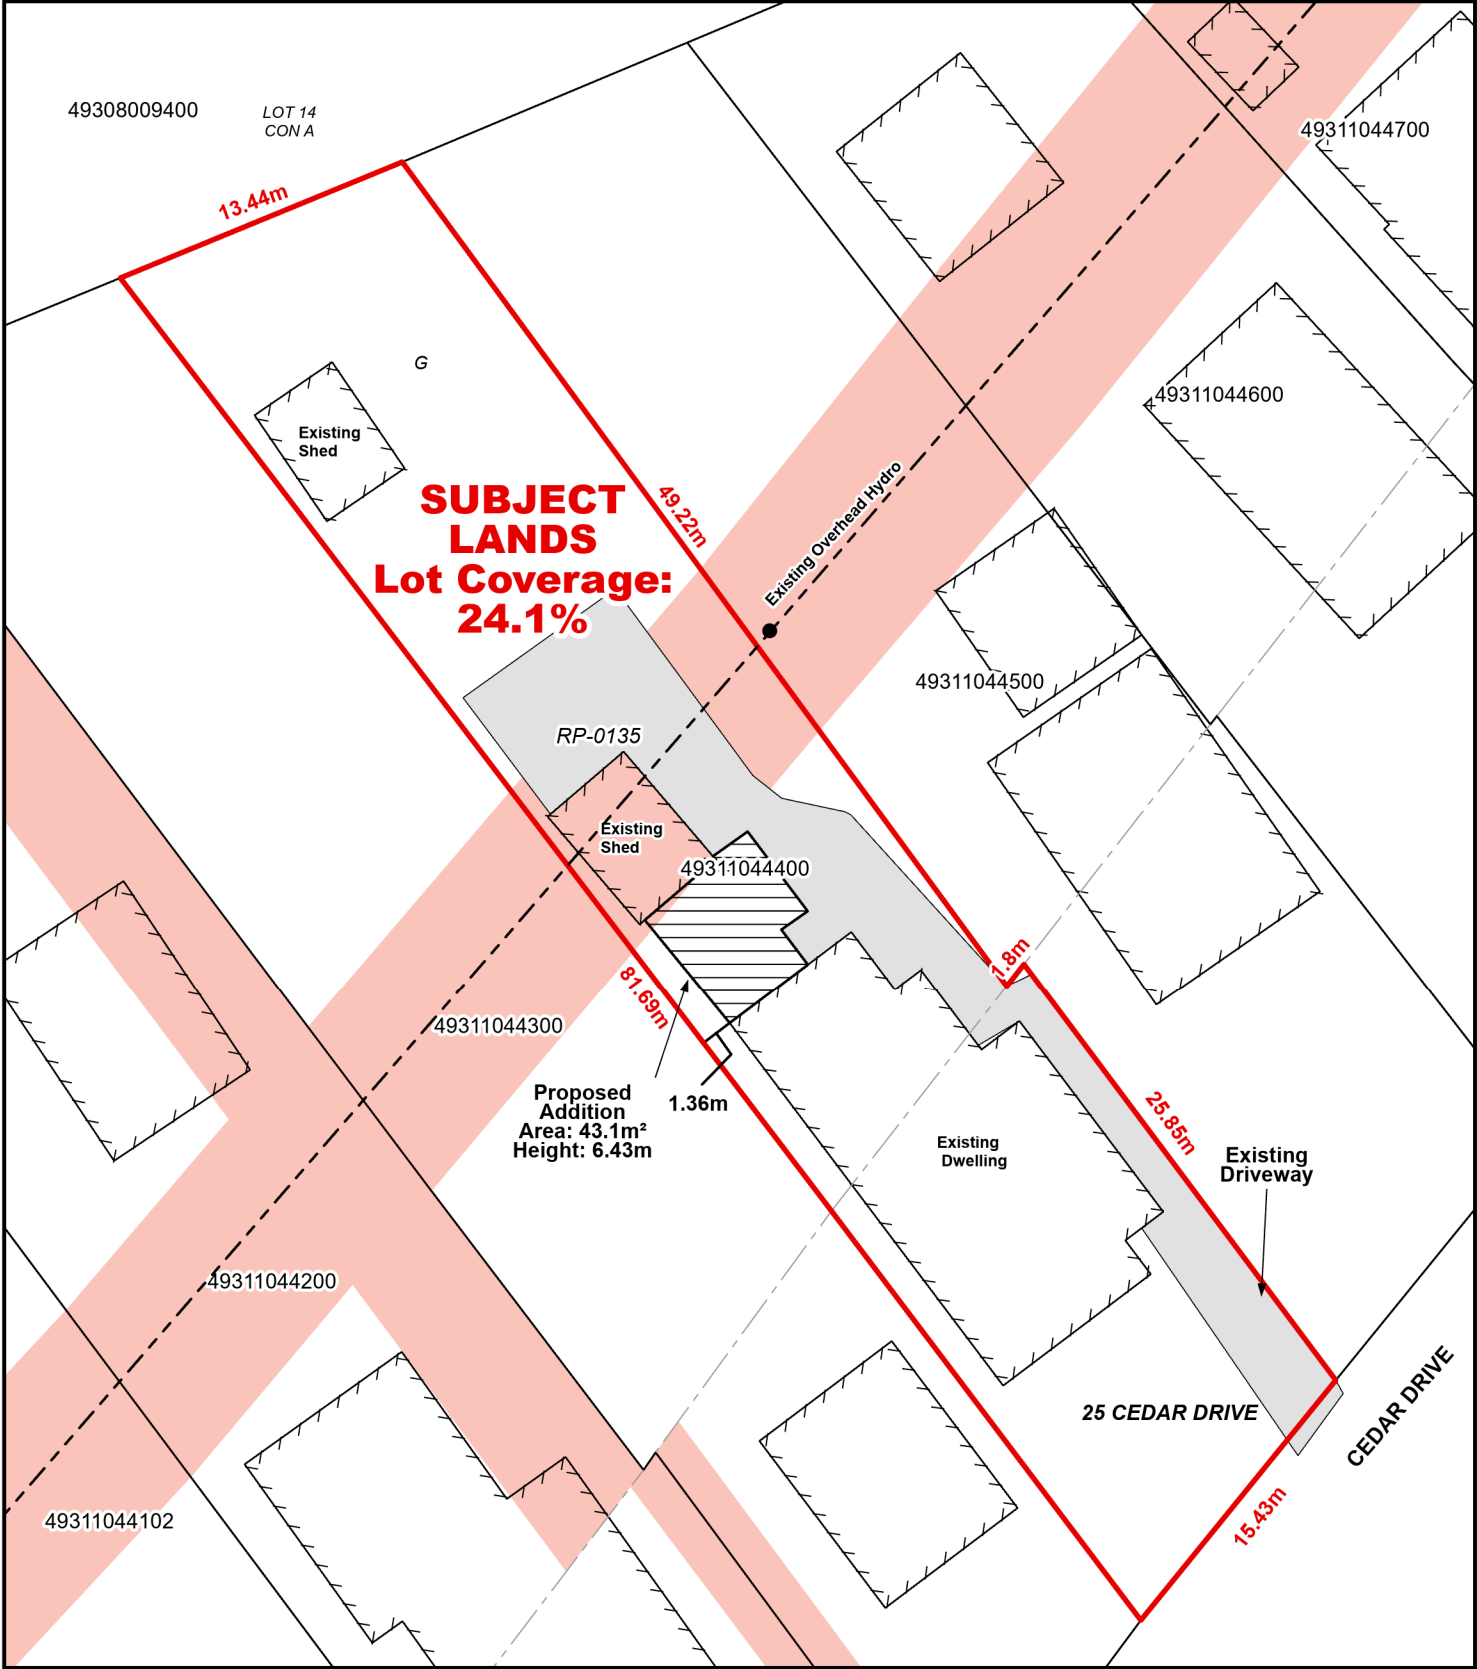 49308009400
LOT 14
CON A
49311044700
13.44m
G
49311044600
Existing
Shed
SUBJECT
LANDS
Lot Coverage:
24.1%
49.22m
Existing Overhead Hydro
49311044500
RP-0135
Existing
Shed
49311044400
1.8m
81.69m
49311044300
Proposed
Addition
Area: 43.1m²
Height: 6.43m
1.36m
Existing
Dwelling
25.85m
Existing
Driveway
49311044200
25 CEDAR DRIVE
CEDAR DRIVE
49311044102
15.43m